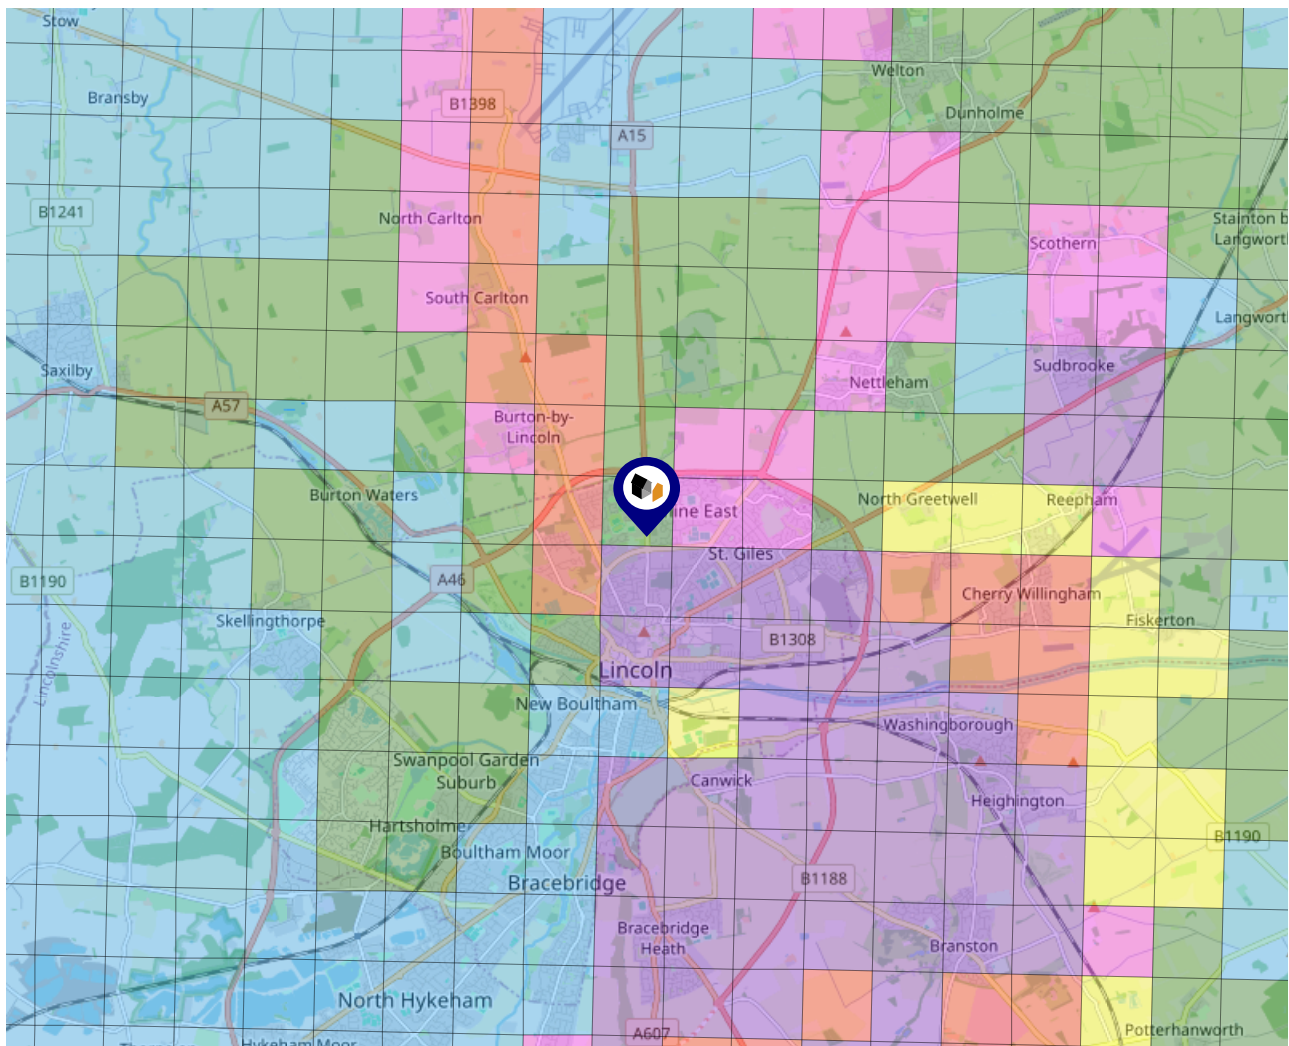 Stow
Welton
Bransby
B1398
Dunholme
A15
B1241
North Carlton
Stainton b
Langwort
Scothern
South Carlton
Langwort
Saxilby
Sudbrooke
Nettleham
A57
Burton-by-
Lincoln
Burton Waters
North Greetwell
Reepham
ine East
St. Giles
B1190
A46
Cherry Willingham
Skellingthorpe
Fiskerton
B1308
Lincolnshire
Lincoln
New Boultham
Washingborough
Swanpool Garden
Suburb
Canwick
Heighington
Hartsholme
B1190
Boultham Moor
Bracebridge
B1188
Bracebridge
Heath
Branston
North Hykeham
A607
Potterhanworth
Hykeham Moor